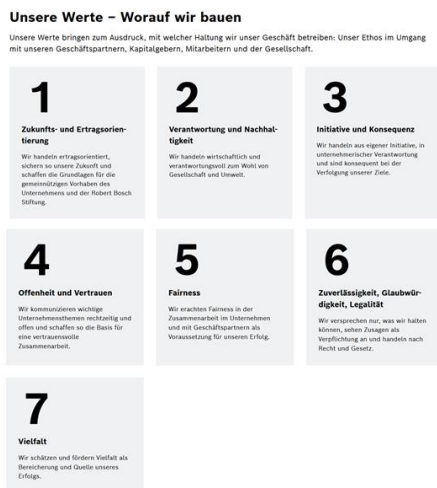 Unsere Werte – Worauf wir bauen
Unsere Werte bringen zum Ausdruck, mit welcher Haltung wir unser Geschäft betreiben: Unser Ethos im Umgang
mit unseren Geschäftspartnern, Kapitalgebern, Mitarbeitern und der Gesellschaft.
1
Zukunfts- und Ertragsorien-
tierung
Wir handeln ertragsorientiert,
sichern so unsere Zukunft und
schaffen die Grundlagen für die
gemeinnützigen Vorhaben des
Unternehmens und der Robert Bosch
Stiftung.
2
Verantwortung und Nachhal-
tigkeit
Wir handeln wirtschaftlich und
verantwortungsvoll zum Wohl von
Gesellschaft und Umwelt.
3
Initiative und Konsequenz
Wir handeln aus eigener Initiative, in
unternehmerischer Verantwortung
und sind konsequent bei der
Verfolgung unserer Ziele.
4
Offenheit und Vertrauen
Wir kommunizieren wichtige
Unternehmensthemen rechtzeitig und
offen und schaffen so die Basis für
eine vertrauensvolle
Zusammenarbeit.
5
Fairness
Wir erachten Fairness in der
Zusammenarbeit im Unternehmen
und mit Geschäftspartnern als
Voraussetzung für unseren Erfolg.
6
Zuverlässigkeit, Glaubwür-
digkeit, Legalität
Wir versprechen nur, was wir halten
können, sehen Zusagen als
Verpflichtung an und handeln nach
Recht und Gesetz.
7
Vielfalt
Wir schätzen und fördern Vielfalt als
Bereicherung und Quelle unseres
Erfolgs.